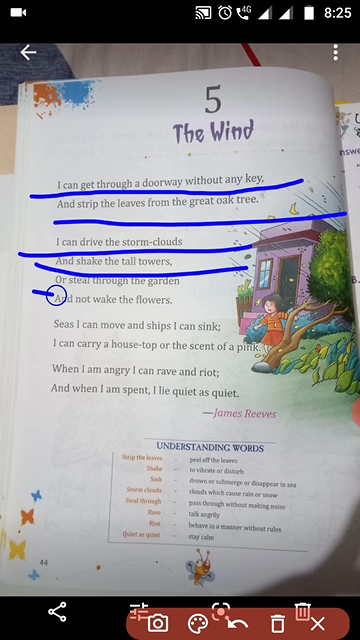 4G
8:25
5
The Wind
I can get through a doorway without any key,
And strip the leaves from the great oak tree.
I can drive the storm-clouds
And shake the tall towers,
Or steal through the garden
And not wake the flowers.
Seas I can move and ships I can sink;
I can carry a house-top or the scent of a pink.
When I am angry I can rave and riot;
And when I am spent, I lie quiet as quiet.
—James Reeves
UNDERSTANDING WORDS
Strip the leaves - peel off the leaves
Shake - to vibrate or disturb
Sink - drown or submerge or disappear in sea
Storm clouds - clouds which cause rain or snow
Steal through - pass through without making noise
Rave - talk angrily
Riot - behave in a manner without rules
Quiet as quiet - stay calm
44